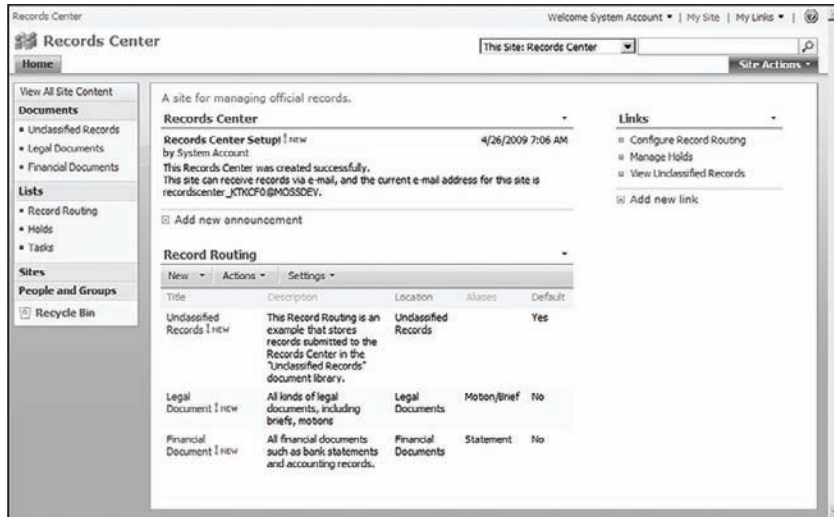 Records Center
Welcome System Account | My Site | My Links |
Records Center
This Site: Records Center
Home
Site Actions
View All Site Content
Documents
Unclassified Records
Legal Documents
Financial Documents
Lists
Record Routing
Holds
Tasks
Sites
People and Groups
Recycle Bin
A site for managing official records.
Records Center
Records Center Setup! ! NEW
4/26/2009 7:06 AM
by System Account
This Records Center was created successfully.
This site can receive records via e-mail, and the current e-mail address for this site is
recordscenter_KTKCF0@MOSSDEV.
Add new announcement
Record Routing
New Actions Settings
Title Description Location Aliases Default
Unclassified This Record Routing is an Unclassified Yes
Records ! NEW example that stores Records
records submitted to the
Records Center in the
"Unclassified Records"
document library.
Legal All kinds of legal Legal Motion/Brief No
Document ! NEW documents, including Documents
briefs, motions
Financial All financial documents Financial Statement No
Document ! NEW such as bank statements Documents
and accounting records.
Links
Configure Record Routing
Manage Holds
View Unclassified Records
Add new link